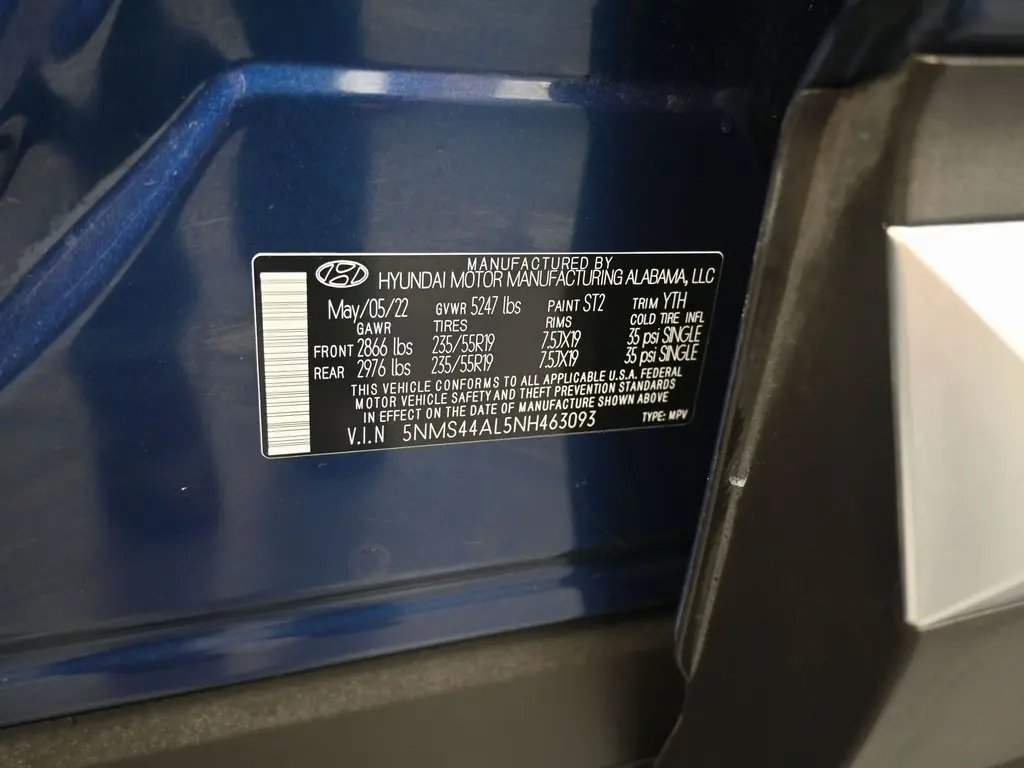 MANUFACTURED BY
HYUNDAI MOTOR MANUFACTURING ALABAMA, LLC
May/05/22 GVWR 5247 lbs PAINT ST2 TRIM YTH
GAWR TIRES RIMS COLD TIRE INFL
FRONT 2866 lbs 235/55R19 7.5JX19 35 psi SINGLE
REAR 2976 lbs 235/55R19 7.5JX19 35 psi SINGLE
THIS VEHICLE CONFORMS TO ALL APPLICABLE U.S.A. FEDERAL
MOTOR VEHICLE SAFETY AND THEFT PREVENTION STANDARDS
IN EFFECT ON THE DATE OF MANUFACTURE SHOWN ABOVE
V.I.N 5NMS44AL5NH463093 TYPE: MPV